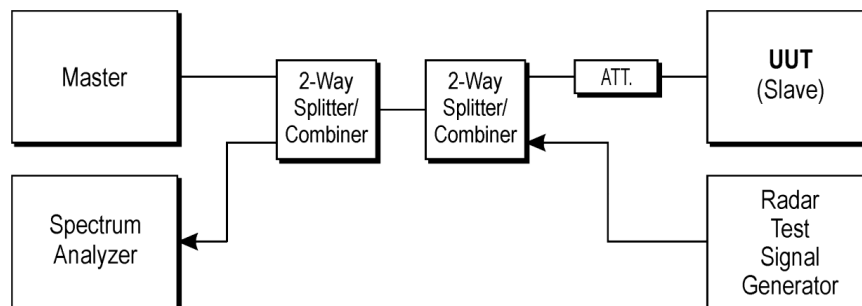 Master
2-Way
Splitter/
Combiner
2-Way
Splitter/
Combiner
ATT.
UUT
(Slave)
Spectrum
Analyzer
Radar
Test
Signal
Generator